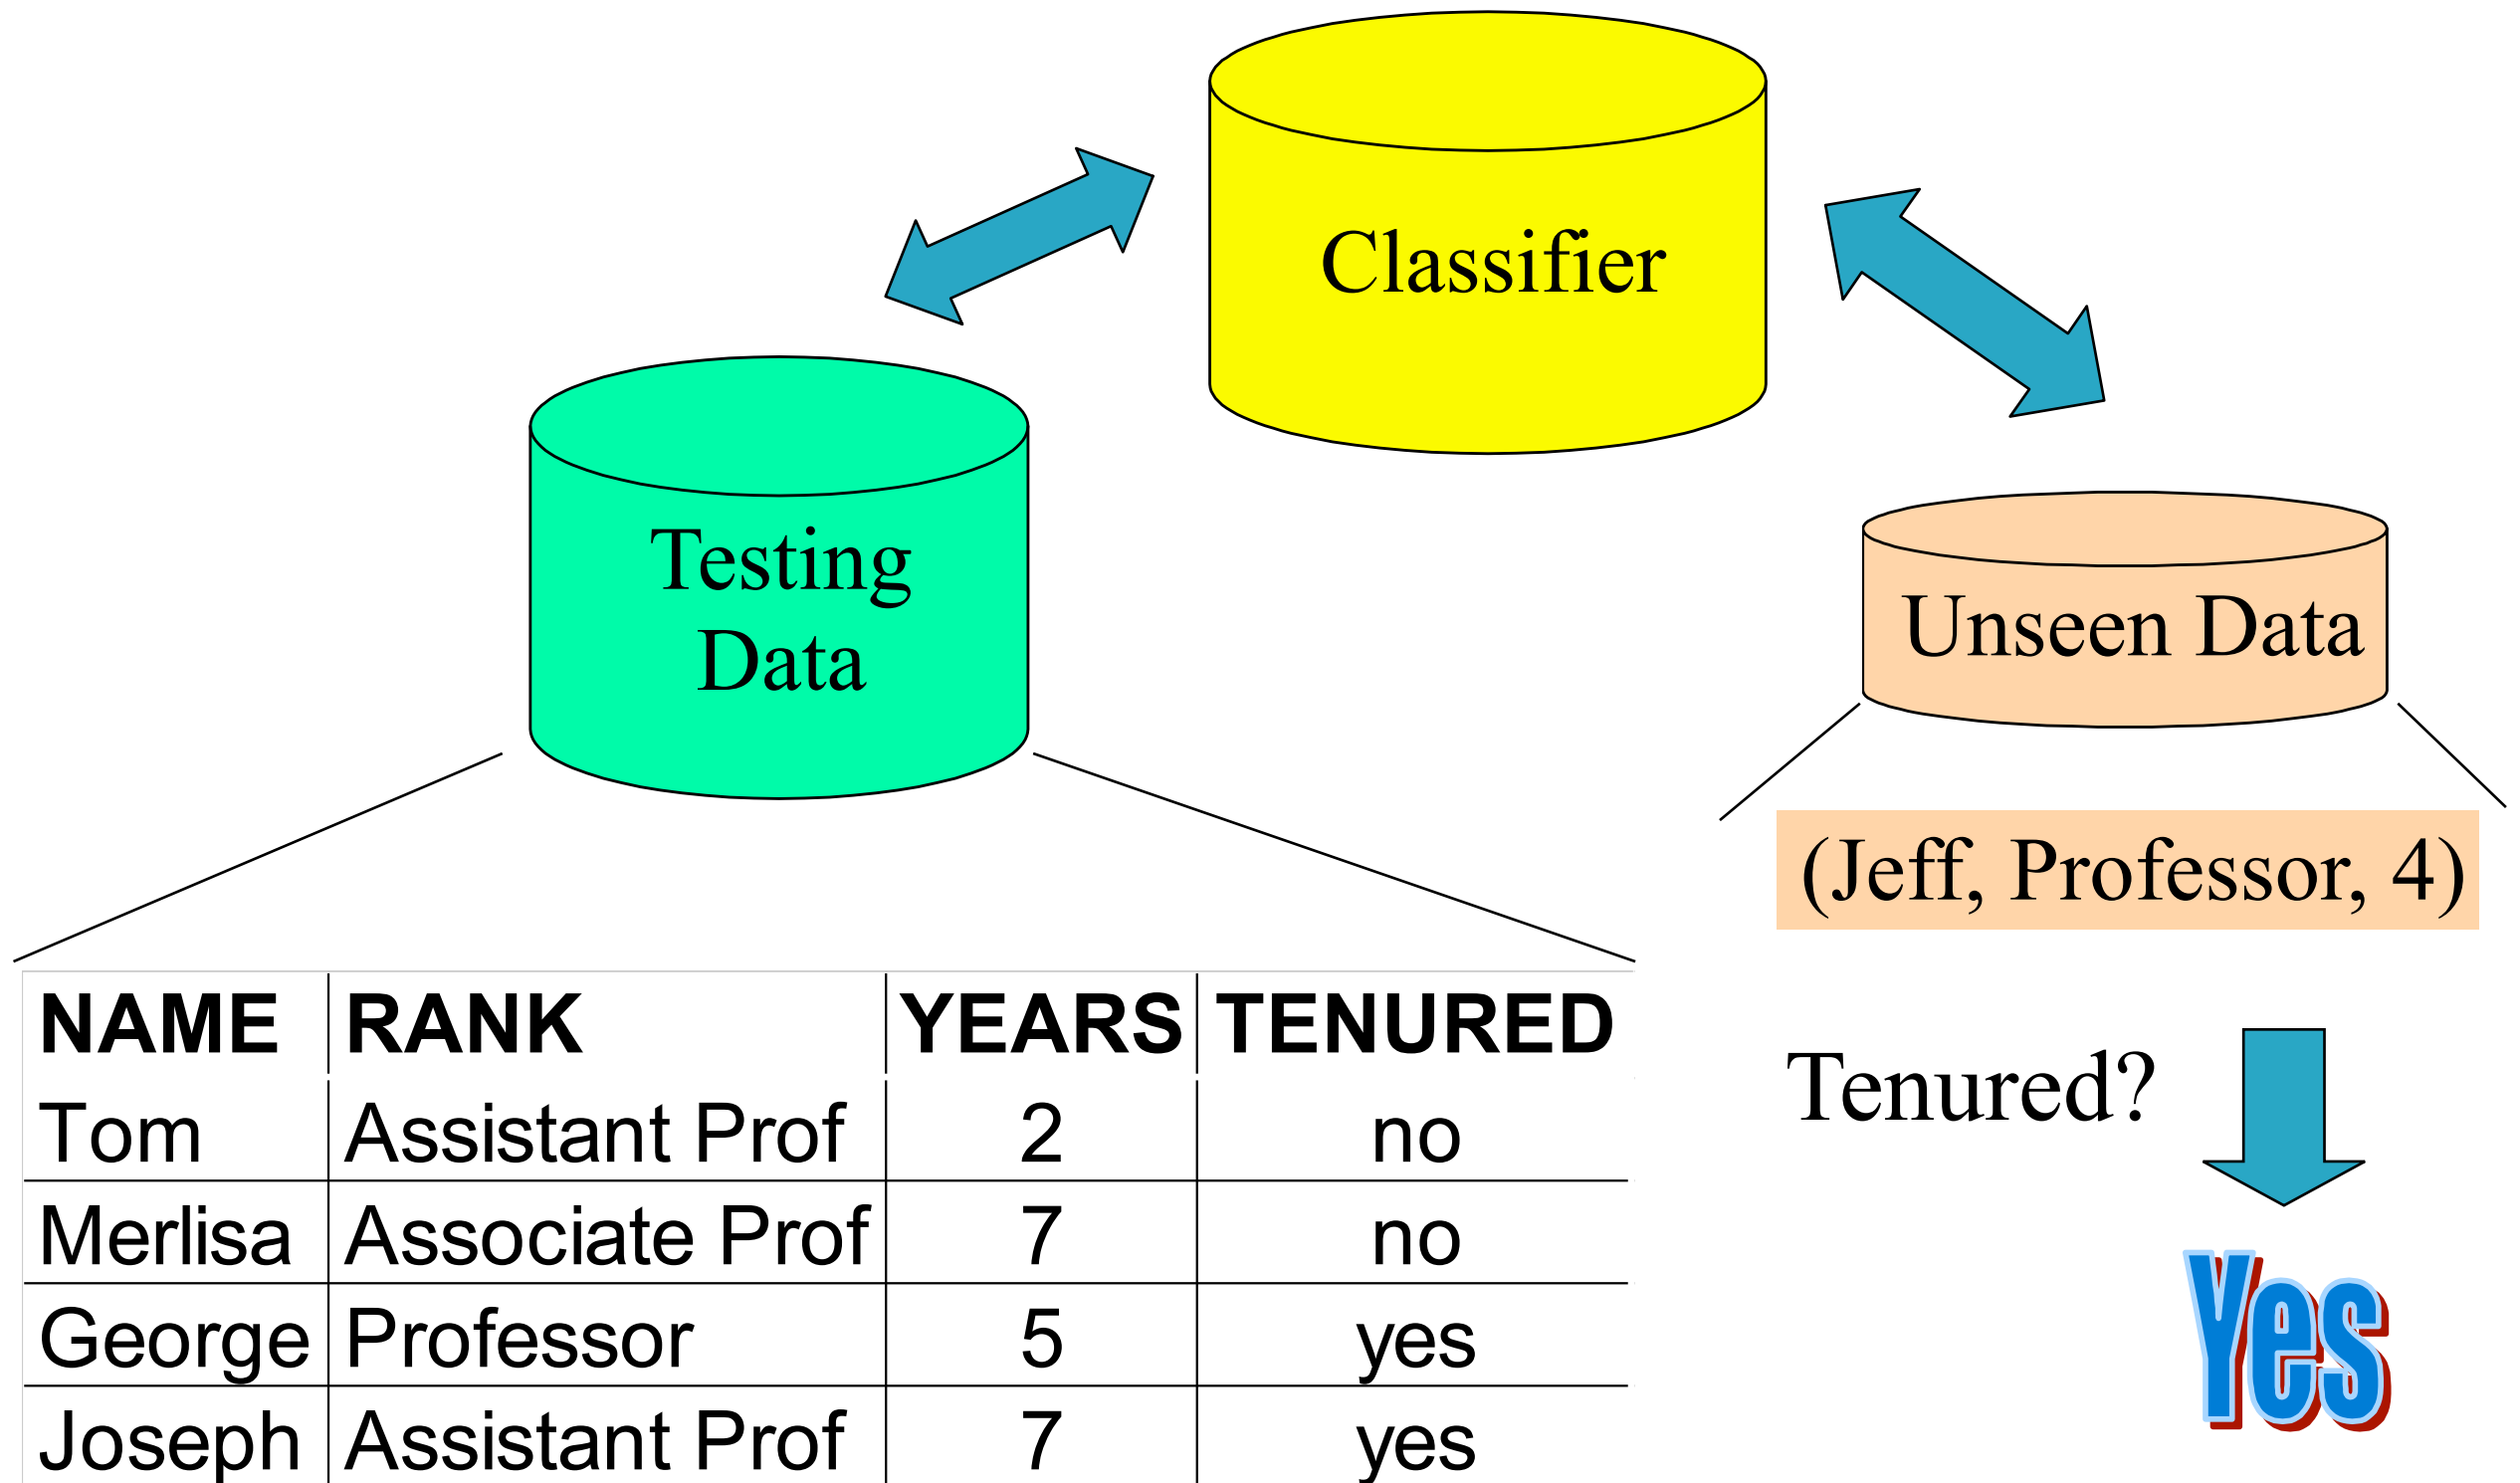 Classifier
Testing
Data
Unseen Data
(Jeff, Professor, 4)
NAME RANK YEARS TENURED
Tom Assistant Prof 2 no
Merlisa Associate Prof 7 no
George Professor 5 yes
Joseph Assistant Prof 7 yes
Tenured?
Yes